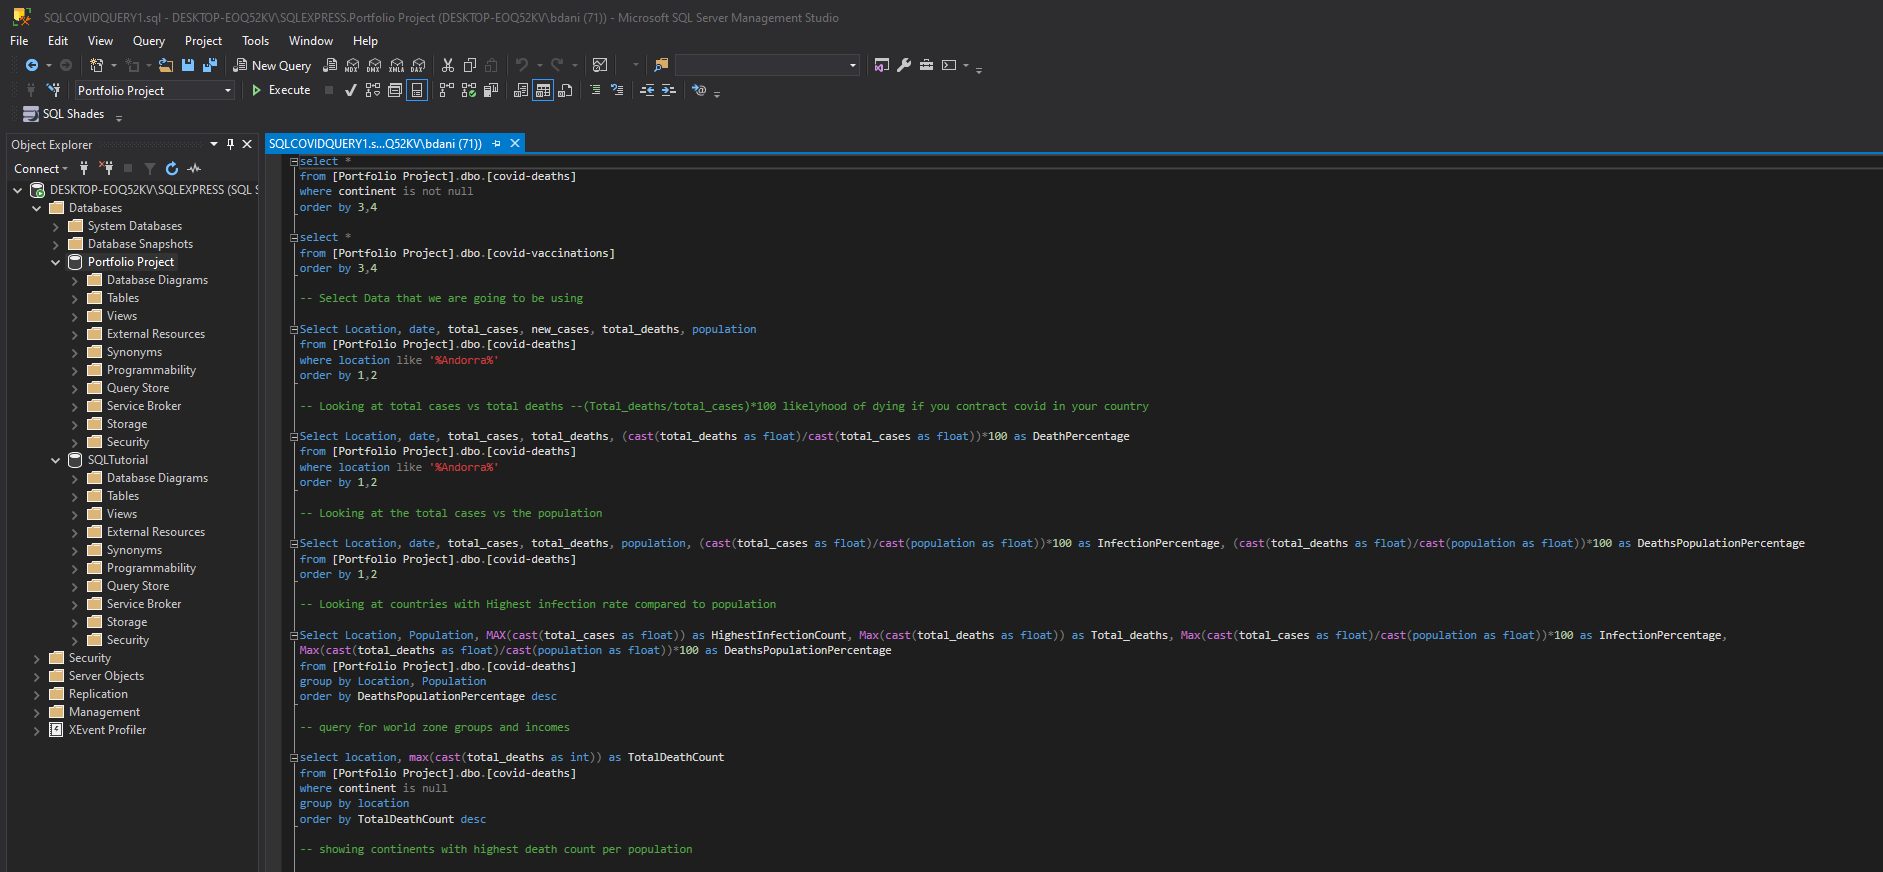 SQLCOVIDQUERY1.sql - DESKTOP-EOQ52KV\SQLEXPRESS.Portfolio Project (DESKTOP-EOQ52KV\bdani (71)) - Microsoft SQL Server Management Studio
File Edit View Query Project Tools Window Help
New Query MDX DMX XMLA DAX
Portfolio Project Execute
SQL Shades
Object Explorer
Connect
DESKTOP-EOQ52KV\SQLEXPRESS (SQL S
Databases
System Databases
Database Snapshots
Portfolio Project
Database Diagrams
Tables
Views
External Resources
Synonyms
Programmability
Query Store
Service Broker
Storage
Security
SQLTutorial
Database Diagrams
Tables
Views
External Resources
Synonyms
Programmability
Query Store
Service Broker
Storage
Security
Security
Server Objects
Replication
Management
XEvent Profiler
SQLCOVIDQUERY1.s...Q52KV\bdani (71))
select *
from [Portfolio Project].dbo.[covid-deaths]
where continent is not null
order by 3,4
select *
from [Portfolio Project].dbo.[covid-vaccinations]
order by 3,4
-- Select Data that we are going to be using
Select Location, date, total_cases, new_cases, total_deaths, population
from [Portfolio Project].dbo.[covid-deaths]
where location like '%Andorra%'
order by 1,2
-- Looking at total cases vs total deaths --(Total_deaths/total_cases)*100 likelyhood of dying if you contract covid in your country
Select Location, date, total_cases, total_deaths, (cast(total_deaths as float)/cast(total_cases as float))*100 as DeathPercentage
from [Portfolio Project].dbo.[covid-deaths]
where location like '%Andorra%'
order by 1,2
-- Looking at the total cases vs the population
Select Location, date, total_cases, total_deaths, population, (cast(total_cases as float)/cast(population as float))*100 as InfectionPercentage, (cast(total_deaths as float)/cast(population as float))*100 as DeathsPopulationPercentage
from [Portfolio Project].dbo.[covid-deaths]
order by 1,2
-- Looking at countries with Highest infection rate compared to population
Select Location, Population, MAX(cast(total_cases as float)) as HighestInfectionCount, Max(cast(total_deaths as float)) as Total_deaths, Max(cast(total_cases as float)/cast(population as float))*100 as InfectionPercentage,
Max(cast(total_deaths as float)/cast(population as float))*100 as DeathsPopulationPercentage
from [Portfolio Project].dbo.[covid-deaths]
group by Location, Population
order by DeathsPopulationPercentage desc
-- query for world zone groups and incomes
select location, max(cast(total_deaths as int)) as TotalDeathCount
from [Portfolio Project].dbo.[covid-deaths]
where continent is null
group by location
order by TotalDeathCount desc
-- showing continents with highest death count per population